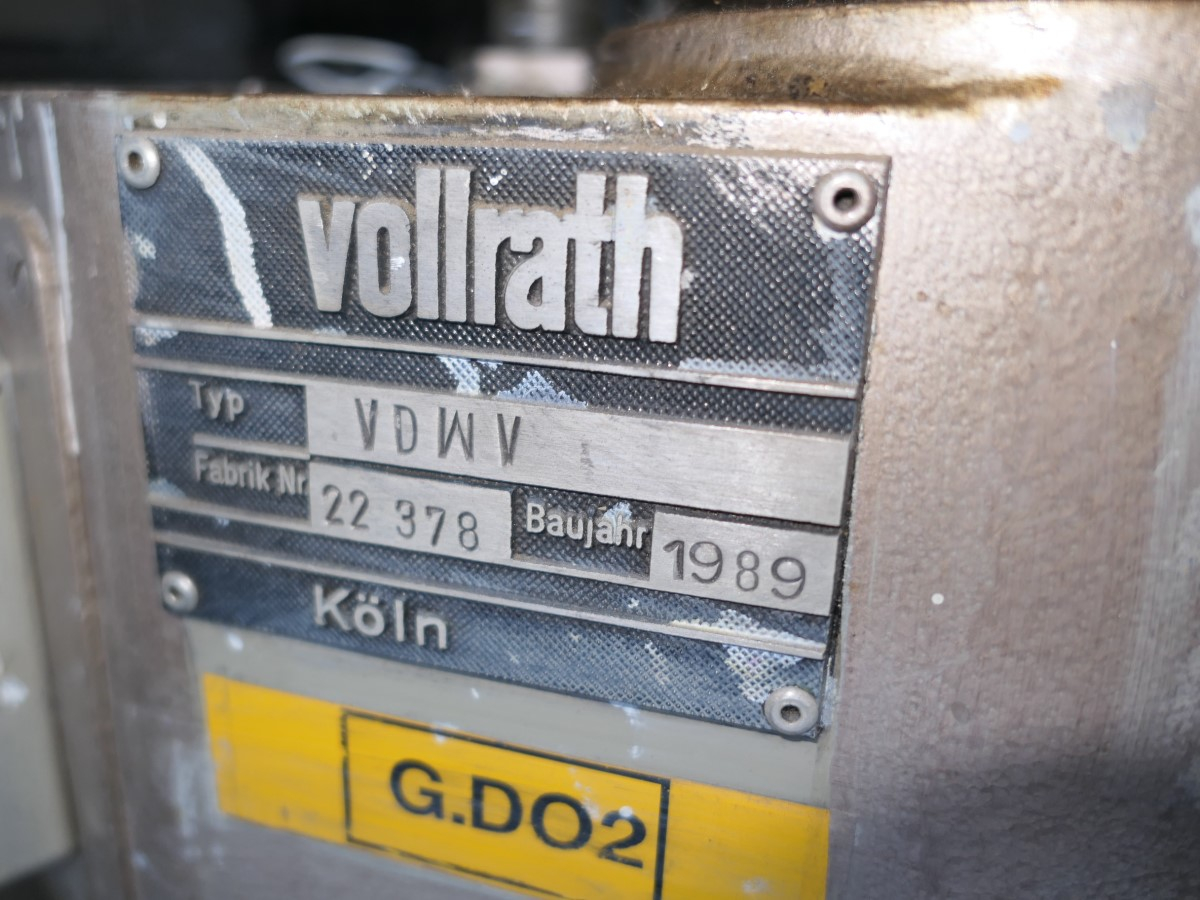 vollrath
Typ VDWV
Fabrik Nr. 22 378 Baujahr 1989
Köln
G.DO2